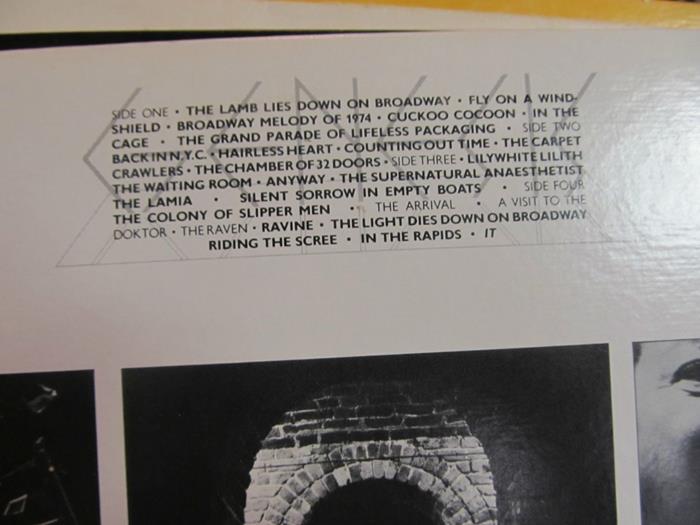 SIDE ONE • THE LAMB LIES DOWN ON BROADWAY • FLY ON A WIND-
SHIELD • BROADWAY MELODY OF 1974 • CUCKOO COCOON • IN THE
CAGE • THE GRAND PARADE OF LIFELESS PACKAGING • SIDE TWO
BACK IN N.Y.C. • HAIRLESS HEART • COUNTING OUT TIME • THE CARPET
CRAWLERS • THE CHAMBER OF 32 DOORS • SIDE THREE • LILYWHITE LILITH
THE WAITING ROOM • ANYWAY • THE SUPERNATURAL ANAESTHETIST
THE LAMIA • SILENT SORROW IN EMPTY BOATS • SIDE FOUR
THE COLONY OF SLIPPER MEN • THE ARRIVAL • A VISIT TO THE
DOKTOR • THE RAVEN • RAVINE • THE LIGHT DIES DOWN ON BROADWAY
RIDING THE SCREE • IN THE RAPIDS • IT